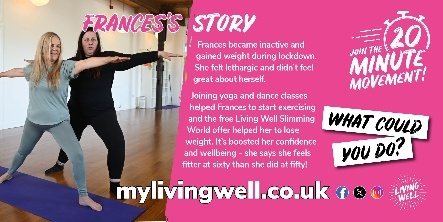 FRANCES'S STORY
Frances became inactive and
gained weight during lockdown.
She felt lethargic and didn't feel
great about herself.
Joining yoga and dance classes
helped Frances to start exercising
and the free Living Well Slimming
World offer helped her to lose
weight. It's boosted her confidence
and wellbeing - she says she feels
fitter at sixty than she did at fifty!
JOIN THE
20
MINUTE
MOVEMENT!
WHAT COULD
YOU DO?
mylivingwell.co.uk
LIVING
WELL